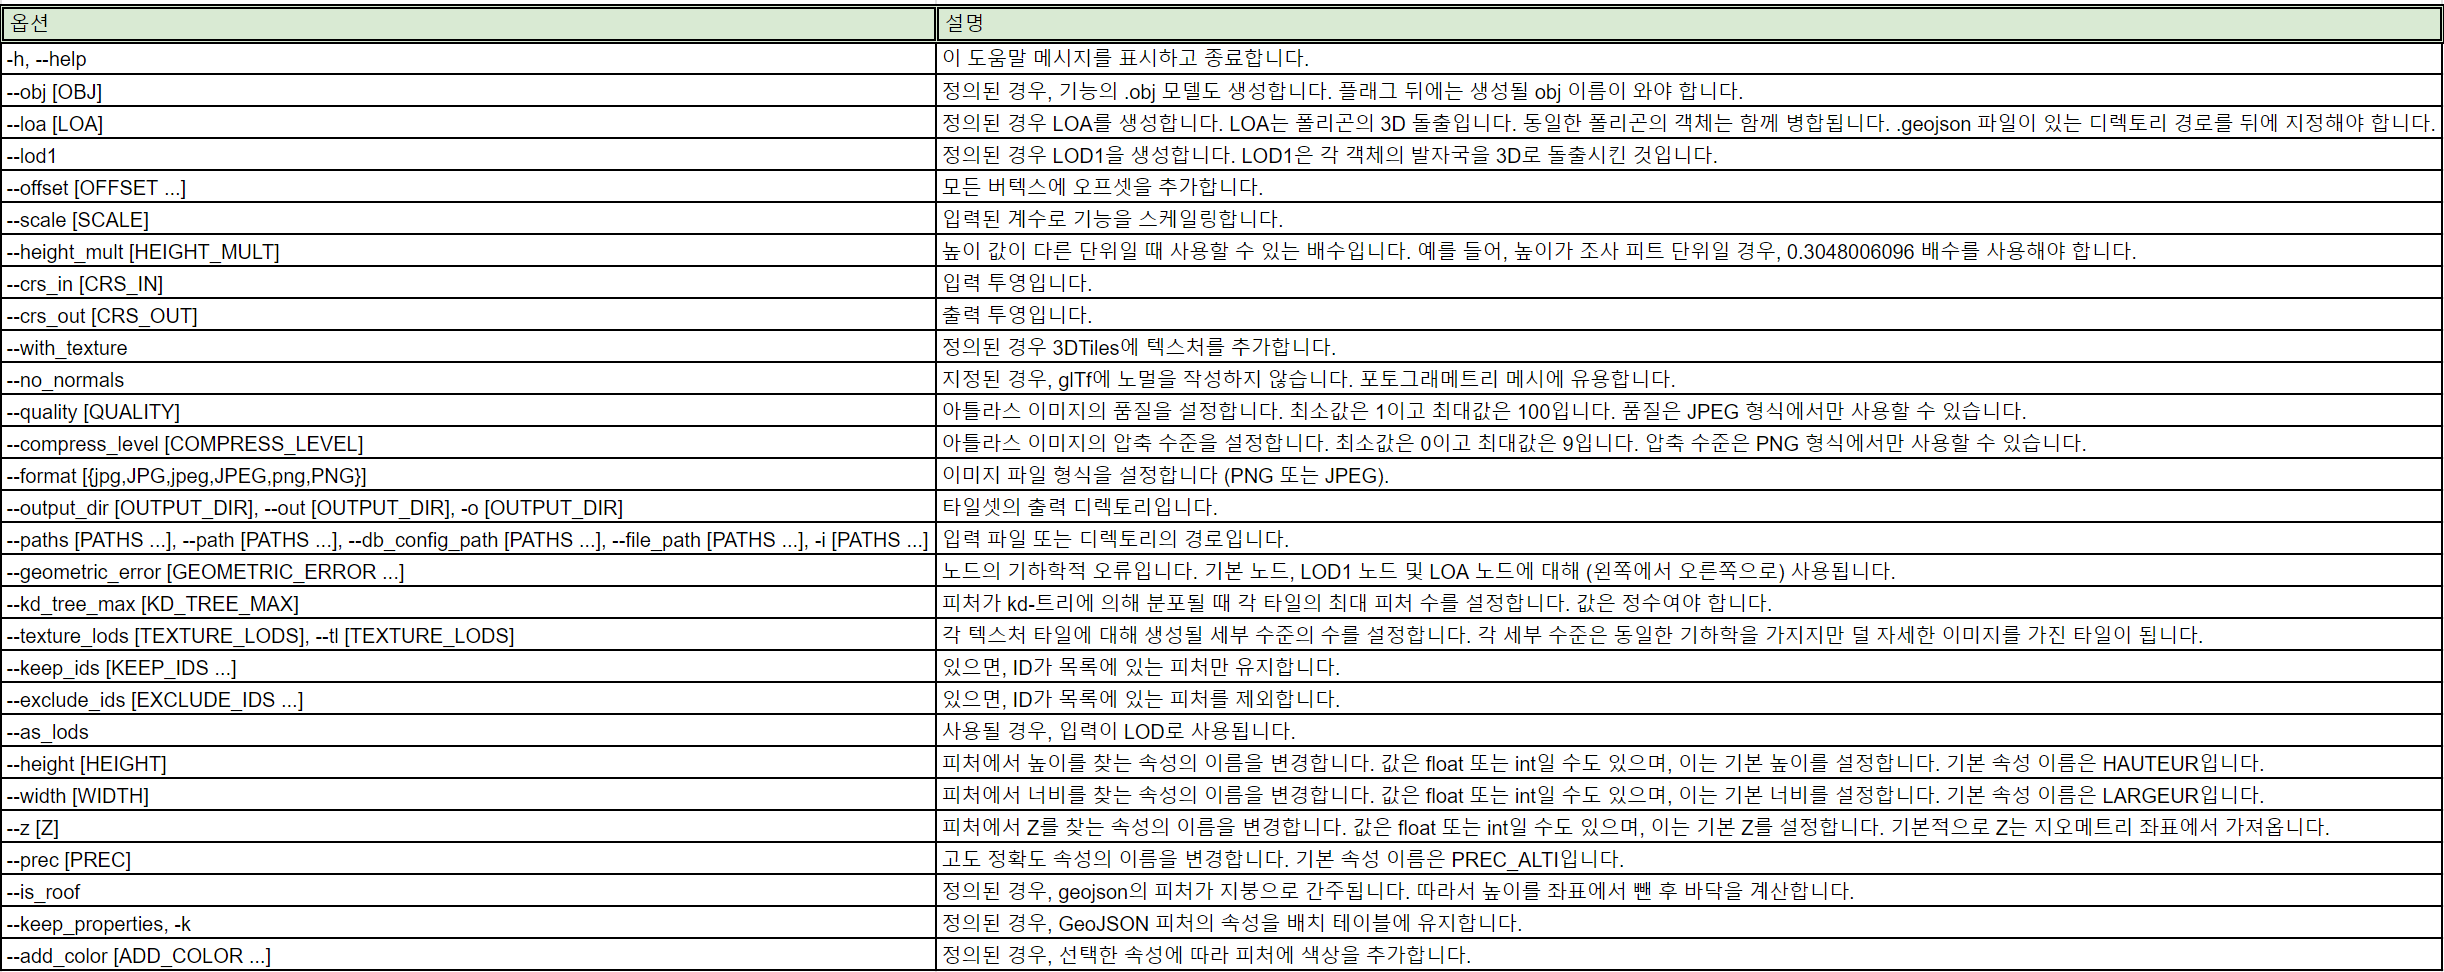 옵션 설명
-h, --help 이 도움말 메시지를 표시하고 종료합니다.
--obj [OBJ] 정의된 경우, 기능의 .obj 모델도 생성합니다. 플래그 뒤에는 생성될 obj 이름이 와야 합니다.
--loa [LOA] 정의된 경우 LOA를 생성합니다. LOA는 폴리곤의 3D 돌출입니다. 동일한 폴리곤의 객체는 함께 병합됩니다. .geojson 파일이 있는 디렉토리 경로를 뒤에 지정해야 합니다.
--lod1 정의된 경우 LOD1을 생성합니다. LOD1은 각 객체의 발자국을 3D로 돌출시킨 것입니다.
--offset [OFFSET ...] 모든 버텍스에 오프셋을 추가합니다.
--scale [SCALE] 입력된 계수로 기능을 스케일링합니다.
--height_mult [HEIGHT_MULT] 높이 값이 다른 단위일 때 사용할 수 있는 배수입니다. 예를 들어, 높이가 조사 피트 단위일 경우, 0.3048006096 배수를 사용해야 합니다.
--crs_in [CRS_IN] 입력 투영입니다.
--crs_out [CRS_OUT] 출력 투영입니다.
--with_texture 정의된 경우 3DTiles에 텍스처를 추가합니다.
--no_normals 지정된 경우, glTf에 노멀을 작성하지 않습니다. 포토그래메트리 메시에 유용합니다.
--quality [QUALITY] 아틀라스 이미지의 품질을 설정합니다. 최소값은 1이고 최대값은 100입니다. 품질은 JPEG 형식에서만 사용할 수 있습니다.
--compress_level [COMPRESS_LEVEL] 아틀라스 이미지의 압축 수준을 설정합니다. 최소값은 0이고 최대값은 9입니다. 압축 수준은 PNG 형식에서만 사용할 수 있습니다.
--format [{jpg,JPG,jpeg,JPEG,png,PNG}] 이미지 파일 형식을 설정합니다 (PNG 또는 JPEG).
--output_dir [OUTPUT_DIR], --out [OUTPUT_DIR], -o [OUTPUT_DIR] 타일셋의 출력 디렉토리입니다.
--paths [PATHS ...], --path [PATHS ...], --db_config_path [PATHS ...], --file_path [PATHS ...], -i [PATHS ...] 입력 파일 또는 디렉토리의 경로입니다.
--geometric_error [GEOMETRIC_ERROR ...] 노드의 기하학적 오류입니다. 기본 노드, LOD1 노드 및 LOA 노드에 대해 (왼쪽에서 오른쪽으로) 사용됩니다.
--kd_tree_max [KD_TREE_MAX] 피처가 kd-트리에 의해 분포될 때 각 타일의 최대 피처 수를 설정합니다. 값은 정수여야 합니다.
--texture_lods [TEXTURE_LODS], --tl [TEXTURE_LODS] 각 텍스처 타일에 대해 생성될 세부 수준의 수를 설정합니다. 각 세부 수준은 동일한 기하학을 가지지만 덜 자세한 이미지를 가진 타일이 됩니다.
--keep_ids [KEEP_IDS ...] 있으면, ID가 목록에 있는 피처만 유지합니다.
--exclude_ids [EXCLUDE_IDS ...] 있으면, ID가 목록에 있는 피처를 제외합니다.
--as_lods 사용될 경우, 입력이 LOD로 사용됩니다.
--height [HEIGHT] 피처에서 높이를 찾는 속성의 이름을 변경합니다. 값은 float 또는 int일 수도 있으며, 이는 기본 높이를 설정합니다. 기본 속성 이름은 HAUTEUR입니다.
--width [WIDTH] 피처에서 너비를 찾는 속성의 이름을 변경합니다. 값은 float 또는 int일 수도 있으며, 이는 기본 너비를 설정합니다. 기본 속성 이름은 LARGEUR입니다.
--z [Z] 피처에서 Z를 찾는 속성의 이름을 변경합니다. 값은 float 또는 int일 수도 있으며, 이는 기본 Z를 설정합니다. 기본적으로 Z는 지오메트리 좌표에서 가져옵니다.
--prec [PREC] 고도 정확도 속성의 이름을 변경합니다. 기본 속성 이름은 PREC_ALTI입니다.
--is_roof 정의된 경우, geojson의 피처가 지붕으로 간주됩니다. 따라서 높이를 좌표에서 뺀 후 바닥을 계산합니다.
--keep_properties, -k 정의된 경우, GeoJSON 피처의 속성을 배치 테이블에 유지합니다.
--add_color [ADD_COLOR ...] 정의된 경우, 선택한 속성에 따라 피처에 색상을 추가합니다.